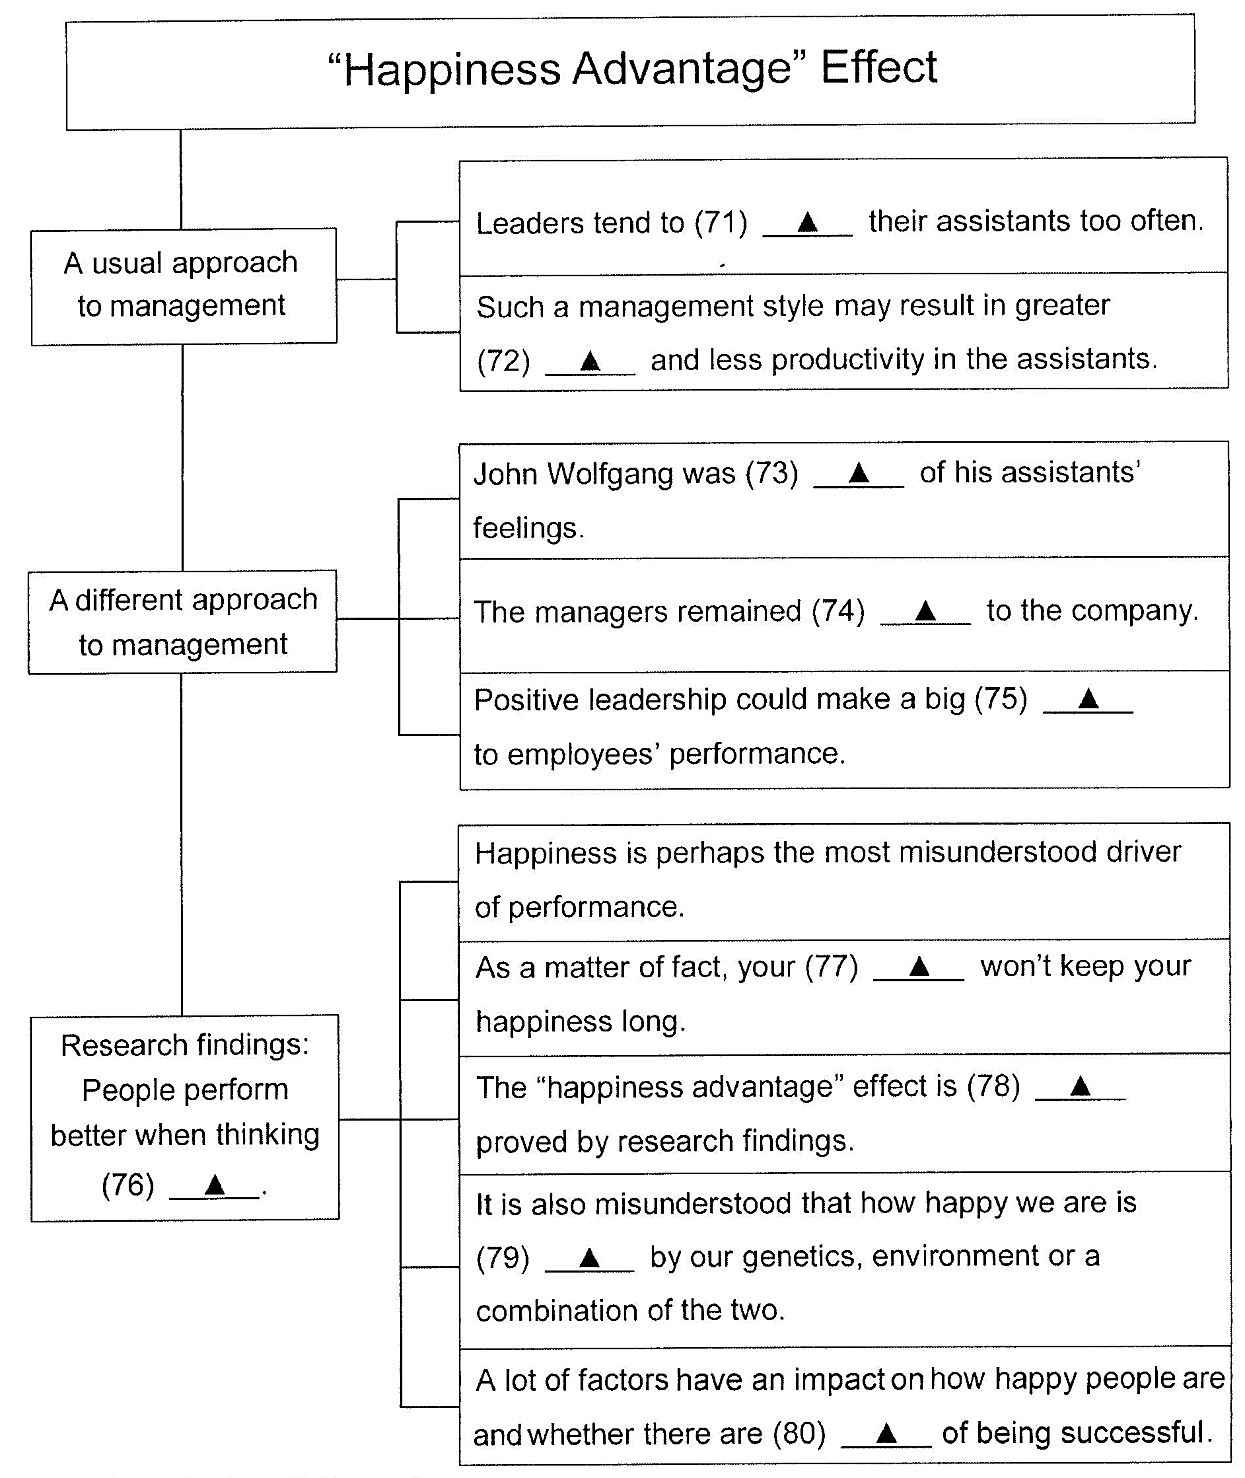 “Happiness Advantage” Effect
A usual approach
to management
Leaders tend to (71) ▲ their assistants too often.
Such a management style may result in greater
(72) ▲ and less productivity in the assistants.
A different approach
to management
John Wolfgang was (73) ▲ of his assistants’
feelings.
The managers remained (74) ▲ to the company.
Positive leadership could make a big (75) ▲
to employees’ performance.
Research findings:
People perform
better when thinking
(76) ▲ .
Happiness is perhaps the most misunderstood driver
of performance.
As a matter of fact, your (77) ▲ won’t keep your
happiness long.
The “happiness advantage” effect is (78) ▲
proved by research findings.
It is also misunderstood that how happy we are is
(79) ▲ by our genetics, environment or a
combination of the two.
A lot of factors have an impact on how happy people are
and whether there are (80) ▲ of being successful.